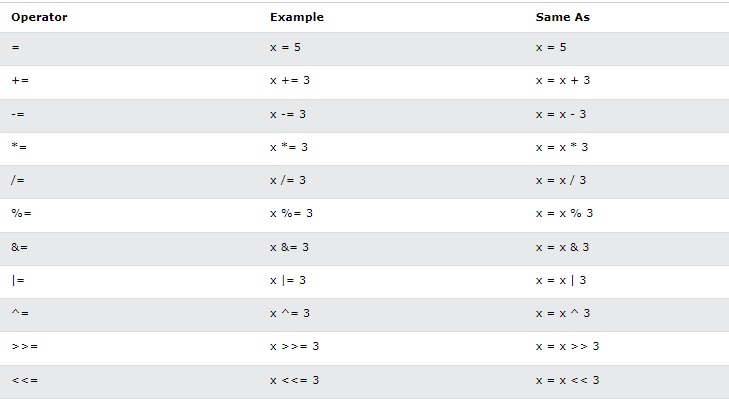 Operator Example Same As
= x = 5 x = 5
+= x += 3 x = x + 3
-= x -= 3 x = x - 3
*= x *= 3 x = x * 3
/= x /= 3 x = x / 3
%= x %= 3 x = x % 3
&= x &= 3 x = x & 3
|= x |= 3 x = x | 3
^= x ^= 3 x = x ^ 3
>>= x >>= 3 x = x >> 3
<<= x <<= 3 x = x << 3